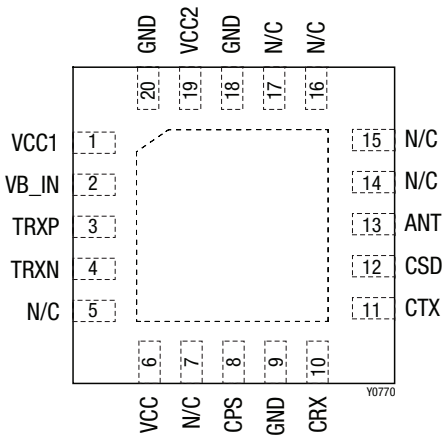 GND VCC2 GND N/C N/C
20 19 18 17 16
VCC1 1
VB_IN 2
TRXP 3
TRXN 4
N/C 5
15 N/C
14 N/C
13 ANT
12 CSD
11 CTX
6 7 8 9 10
VCC N/C CPS GND CRX
Y0770